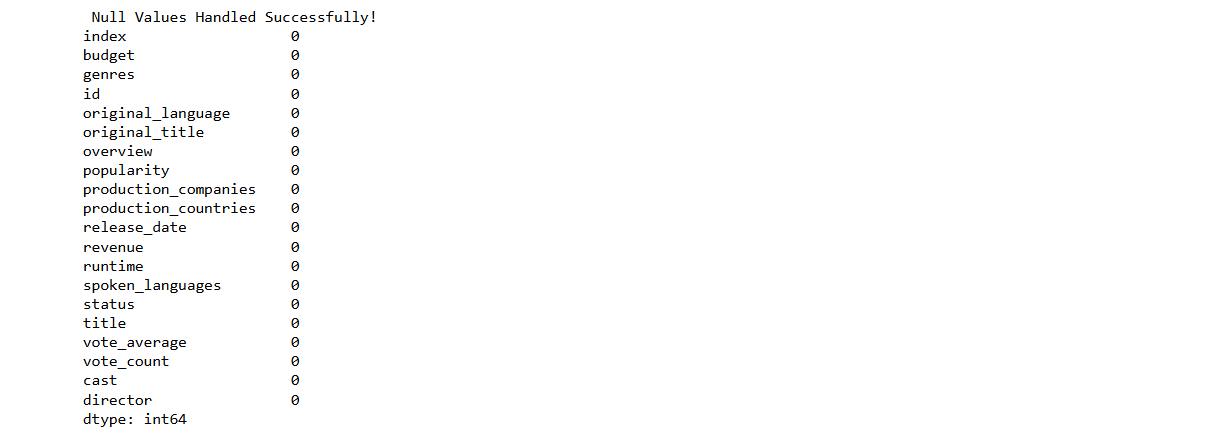 Null Values Handled Successfully!
index 0
budget 0
genres 0
id 0
original_language 0
original_title 0
overview 0
popularity 0
production_companies 0
production_countries 0
release_date 0
revenue 0
runtime 0
spoken_languages 0
status 0
title 0
vote_average 0
vote_count 0
cast 0
director 0
dtype: int64